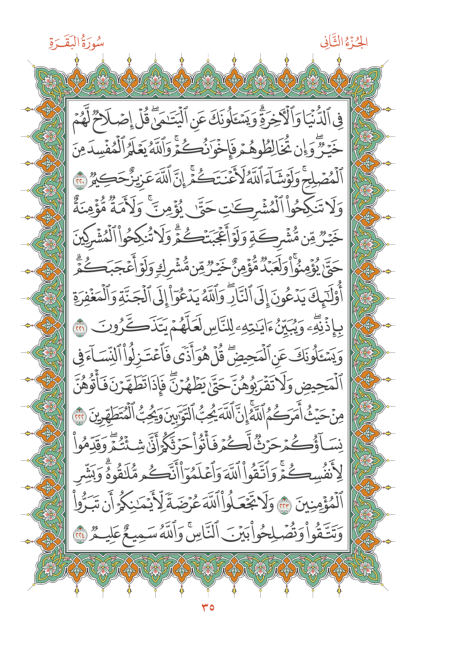 الجُزْءُ الثَّانِي
سُورَةُ البَقَرَةِ
فِي ٱلدُّنۡيَا وَٱلۡأٓخِرَةِۗ وَيَسۡـَٔلُونَكَ عَنِ ٱلۡيَتَٰمَىٰۖ قُلۡ إِصۡلَاحٞ لَّهُمۡ
خَيۡرٞۖ وَإِن تُخَالِطُوهُمۡ فَإِخۡوَٰنُكُمۡۚ وَٱللَّهُ يَعۡلَمُ ٱلۡمُفۡسِدَ مِنَ
ٱلۡمُصۡلِحِۚ وَلَوۡ شَآءَ ٱللَّهُ لَأَعۡنَتَكُمۡۚ إِنَّ ٱللَّهَ عَزِيزٌ حَكِيمٞ ٢٢٠
وَلَا تَنكِحُواْ ٱلۡمُشۡرِكَٰتِ حَتَّىٰ يُؤۡمِنَّۚ وَلَأَمَةٞ مُّؤۡمِنَةٌ
خَيۡرٞ مِّن مُّشۡرِكَةٖ وَلَوۡ أَعۡجَبَتۡكُمۡۗ وَلَا تُنكِحُواْ ٱلۡمُشۡرِكِينَ
حَتَّىٰ يُؤۡمِنُواْۚ وَلَعَبۡدٞ مُّؤۡمِنٌ خَيۡرٞ مِّن مُّشۡرِكٖ وَلَوۡ أَعۡجَبَكُمۡۗ
أُوْلَٰٓئِكَ يَدۡعُونَ إِلَى ٱلنَّارِۖ وَٱللَّهُ يَدۡعُوٓاْ إِلَى ٱلۡجَنَّةِ وَٱلۡمَغۡفِرَةِ
بِإِذۡنِهِۦۖ وَيُبَيِّنُ ءَايَٰتِهِۦ لِلنَّاسِ لَعَلَّهُمۡ يَتَذَكَّرُونَ ٢٢١
وَيَسۡـَٔلُونَكَ عَنِ ٱلۡمَحِيضِۖ قُلۡ هُوَ أَذٗى فَٱعۡتَزِلُواْ ٱلنِّسَآءَ فِي
ٱلۡمَحِيضِ وَلَا تَقۡرَبُوهُنَّ حَتَّىٰ يَطۡهُرۡنَۖ فَإِذَا تَطَهَّرۡنَ فَأۡتُوهُنَّ
مِنۡ حَيۡثُ أَمَرَكُمُ ٱللَّهُۚ إِنَّ ٱللَّهَ يُحِبُّ ٱلتَّوَّٰبِينَ وَيُحِبُّ ٱلۡمُتَطَهِّرِينَ ٢٢٢
نِسَآؤُكُمۡ حَرۡثٞ لَّكُمۡ فَأۡتُواْ حَرۡثَكُمۡ أَنَّىٰ شِئۡتُمۡۖ وَقَدِّمُواْ
لِأَنفُسِكُمۡۚ وَٱتَّقُواْ ٱللَّهَ وَٱعۡلَمُوٓاْ أَنَّكُم مُّلَٰقُوهُۗ وَبَشِّرِ
ٱلۡمُؤۡمِنِينَ ٢٢٣ وَلَا تَجۡعَلُواْ ٱللَّهَ عُرۡضَةٗ لِّأَيۡمَٰنِكُمۡ أَن تَبَرُّواْ
وَتَتَّقُواْ وَتُصۡلِحُواْ بَيۡنَ ٱلنَّاسِۚ وَٱللَّهُ سَمِيعٌ عَلِيمٞ ٢٢٤
٣٥